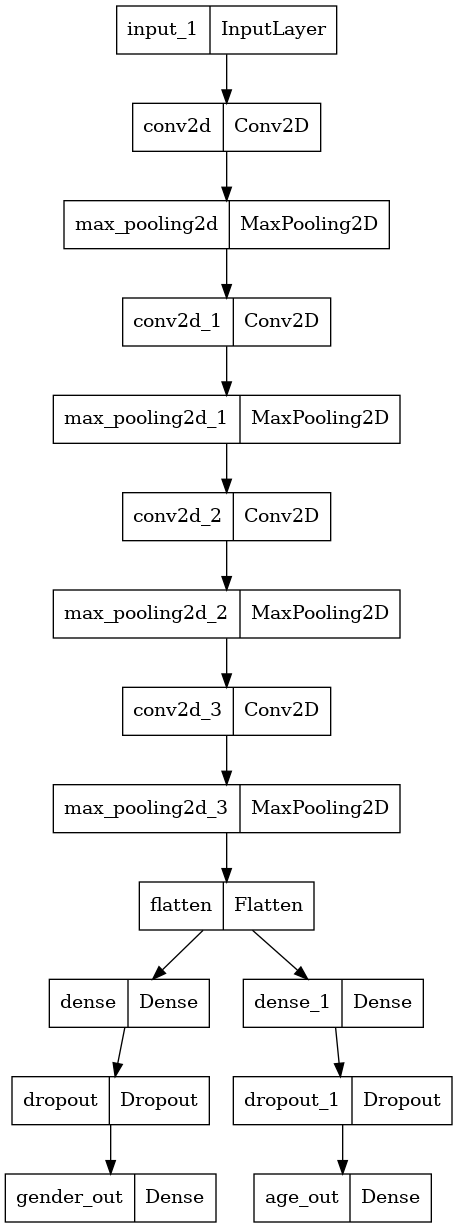 input_1 InputLayer
conv2d Conv2D
max_pooling2d MaxPooling2D
conv2d_1 Conv2D
max_pooling2d_1 MaxPooling2D
conv2d_2 Conv2D
max_pooling2d_2 MaxPooling2D
conv2d_3 Conv2D
max_pooling2d_3 MaxPooling2D
flatten Flatten
dense Dense dense_1 Dense
dropout Dropout dropout_1 Dropout
gender_out Dense age_out Dense